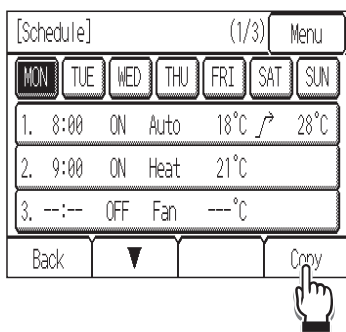 [Schedule] (1/3) Menu
MON TUE WED THU FRI SAT SUN
1. 8:00 ON Auto 18°C 28°C
2. 9:00 ON Heat 21°C
3. --:-- OFF Fan ---°C
Back ▼ Copy